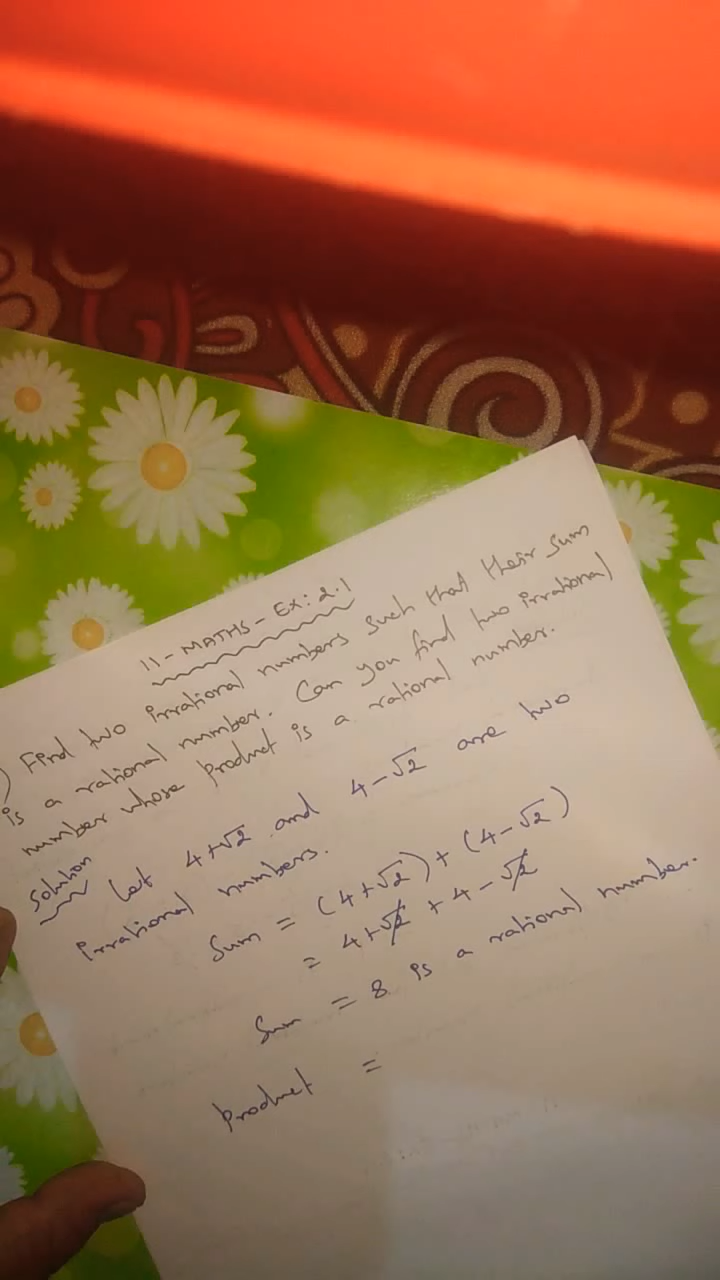 11-MATHS-Ex: 2.1
) Find two irrational numbers such that their sum
is a rational number. Can you find two irrational
number whose product is a rational number.
Solution
Let 4+√2 and 4-√2 are two
irrational numbers.
Sum = (4+√2) + (4-√2)
= 4+√2 + 4-√2
Sum = 8 is a rational number.
Product =